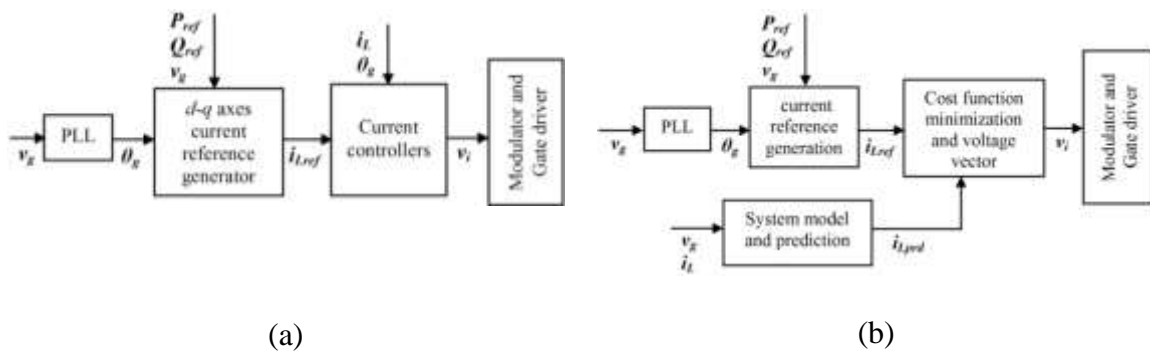 P_ref
Q_ref
v_g
i_L
θ_g
PLL
v_g
θ_g
d-q axes
current
reference
generator
i_Lref
Current
controllers
v_i
Modulator and
Gate driver
(a)
P_ref
Q_ref
v_g
PLL
v_g
θ_g
current
reference
generation
i_Lref
Cost function
minimization
and voltage
vector
v_i
Modulator and
Gate driver
v_g
i_L
System model
and prediction
i_Lprd
(b)